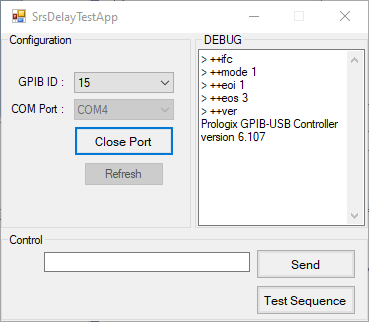 SrsDelayTestApp
Configuration
GPIB ID :
15
COM Port :
COM4
Close Port
Refresh
DEBUG
> ++ifc
> ++mode 1
> ++eoi 1
> ++eos 3
> ++ver
Prologix GPIB-USB Controller
version 6.107
Control
Send
Test Sequence